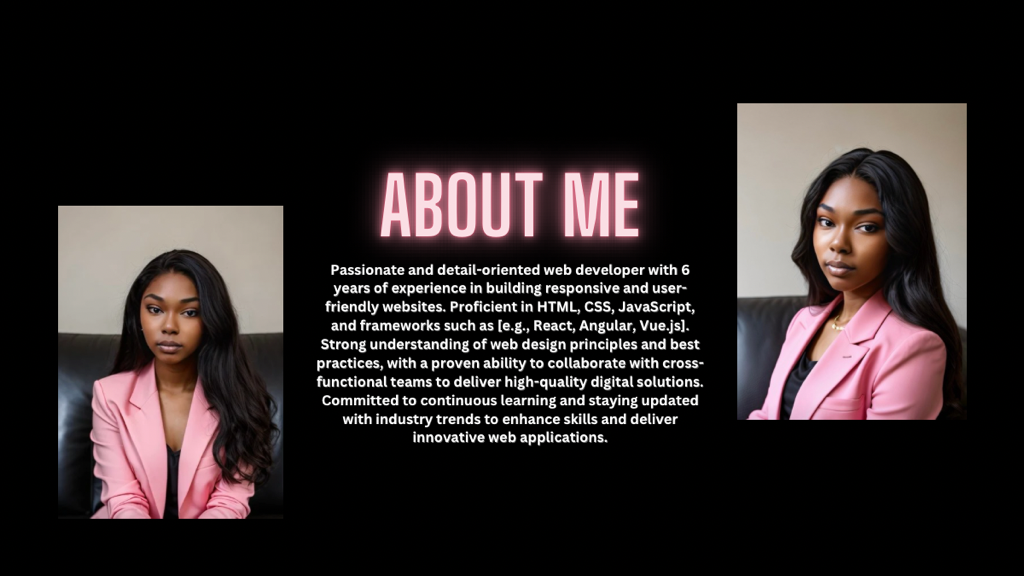 ABOUT ME
Passionate and detail-oriented web developer with 6
years of experience in building responsive and user-
friendly websites. Proficient in HTML, CSS, JavaScript,
and frameworks such as [e.g., React, Angular, Vue.js].
Strong understanding of web design principles and best
practices, with a proven ability to collaborate with cross-
functional teams to deliver high-quality digital solutions.
Committed to continuous learning and staying updated
with industry trends to enhance skills and deliver
innovative web applications.